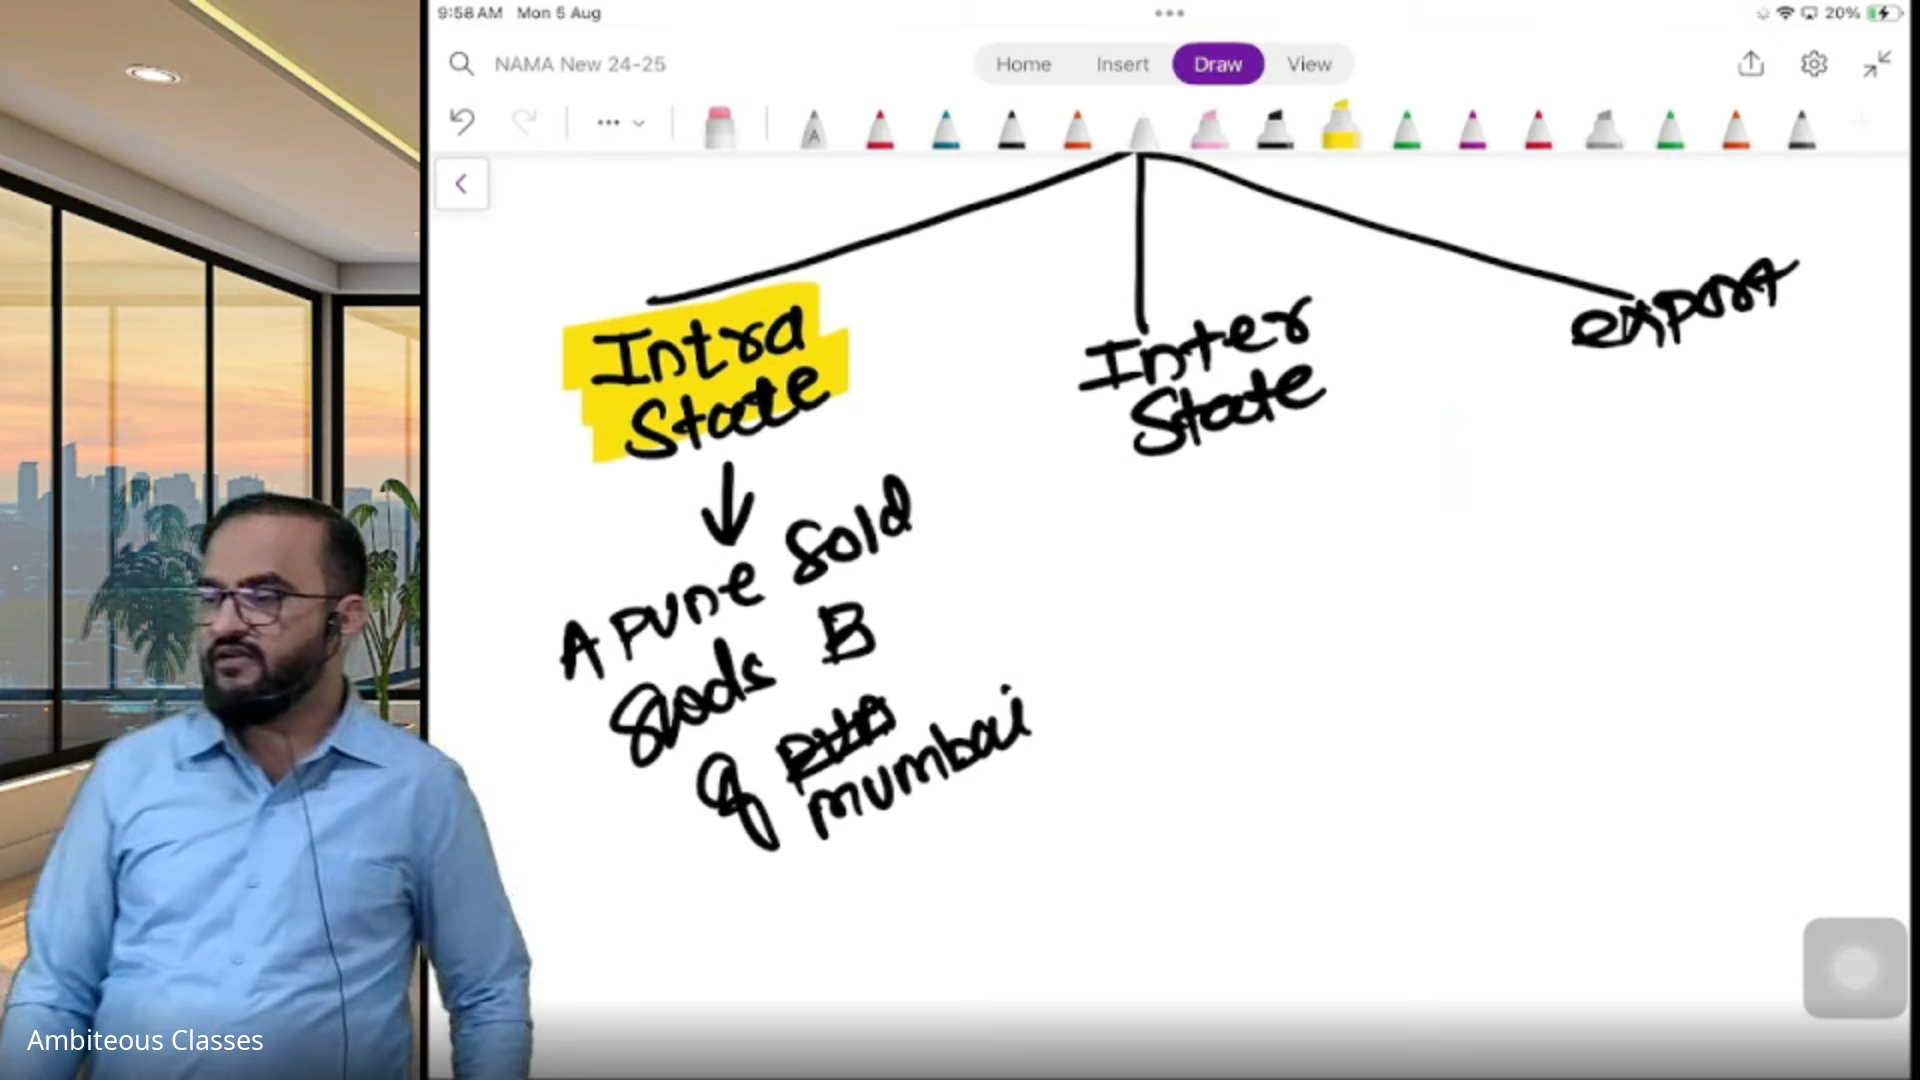 9:58 AM Mon 5 Aug
20%
NAMA New 24-25
Home Insert Draw View
A
Intra
State
Inter
State
export
A pune Sold
goods B
of
mumbai
Ambiteous Classes